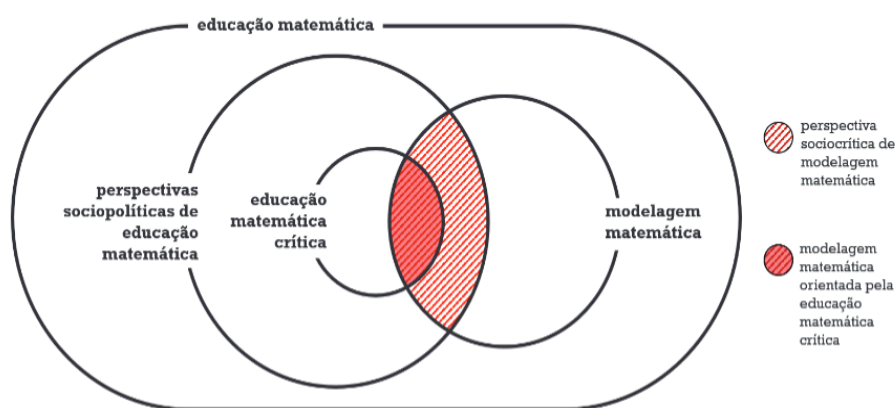 educação matemática
perspectivas
sociopolíticas de
educação
matemática
educação
matemática
crítica
modelagem
matemática
perspectiva
sociocrítica de
modelagem
matemática
modelagem
matemática
orientada pela
educação
matemática
crítica